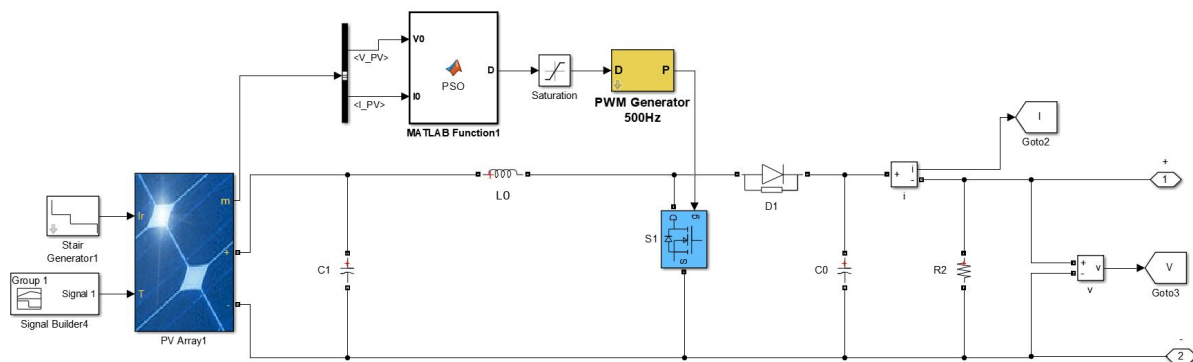 <V_PV>
<I_PV>
V0
I0
PSO
D
MATLAB Function1
Saturation
D
P
PWM Generator
500Hz
I
Goto2
Stair
Generator1
Group 1
Signal 1
Signal Builder4
Ir
T
m
+
-
PV Array1
+
C1
+
L0
g
D
S
S1
D1
+
C0
+
i
-
i
+
R2
+
1
+
-
v
v
V
Goto3
-
2